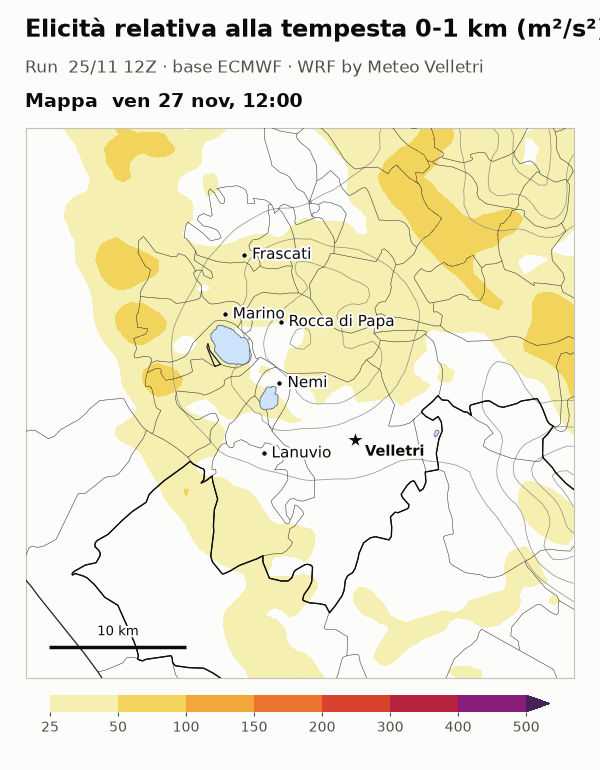 Elicità relativa alla tempesta 0-1 km (m²/s²)
Run  25/11 12Z · base ECMWF · WRF by Meteo Velletri
Mappa  ven 27 nov, 12:00
Frascati
Marino
Rocca di Papa
Nemi
Lanuvio
Velletri
10 km
25 50 100 150 200 300 400 500